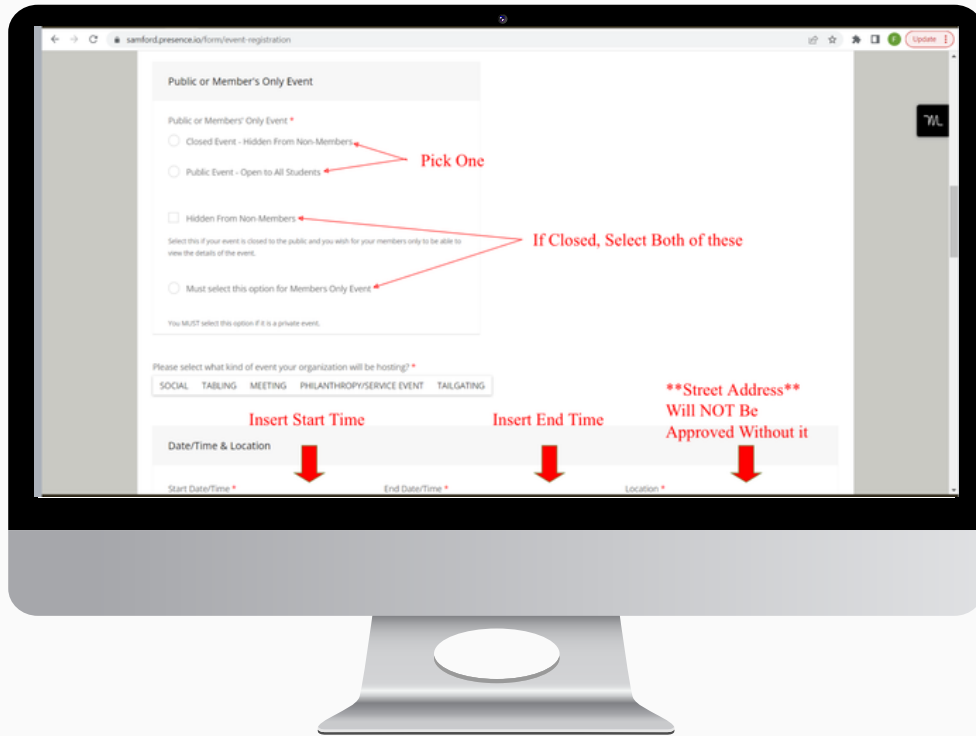 samford.presence.io/form/event-registration
Update
Public or Member's Only Event
Public or Members' Only Event *
Closed Event - Hidden From Non-Members
Pick One
Public Event - Open to All Students
Hidden From Non-Members
If Closed, Select Both of these
Select this if your event is closed to the public and you wish for your members only to be able to
view the details of the event.
Must select this option for Members Only Event
You MUST select this option if it is a private event.
Please select what kind of event your organization will be hosting? *
SOCIAL TABLING MEETING PHILANTHROPY/SERVICE EVENT TAILGATING
**Street Address**
Will NOT Be
Approved Without it
Insert Start Time
Insert End Time
Date/Time & Location
Start Date/Time *
End Date/Time *
Location *